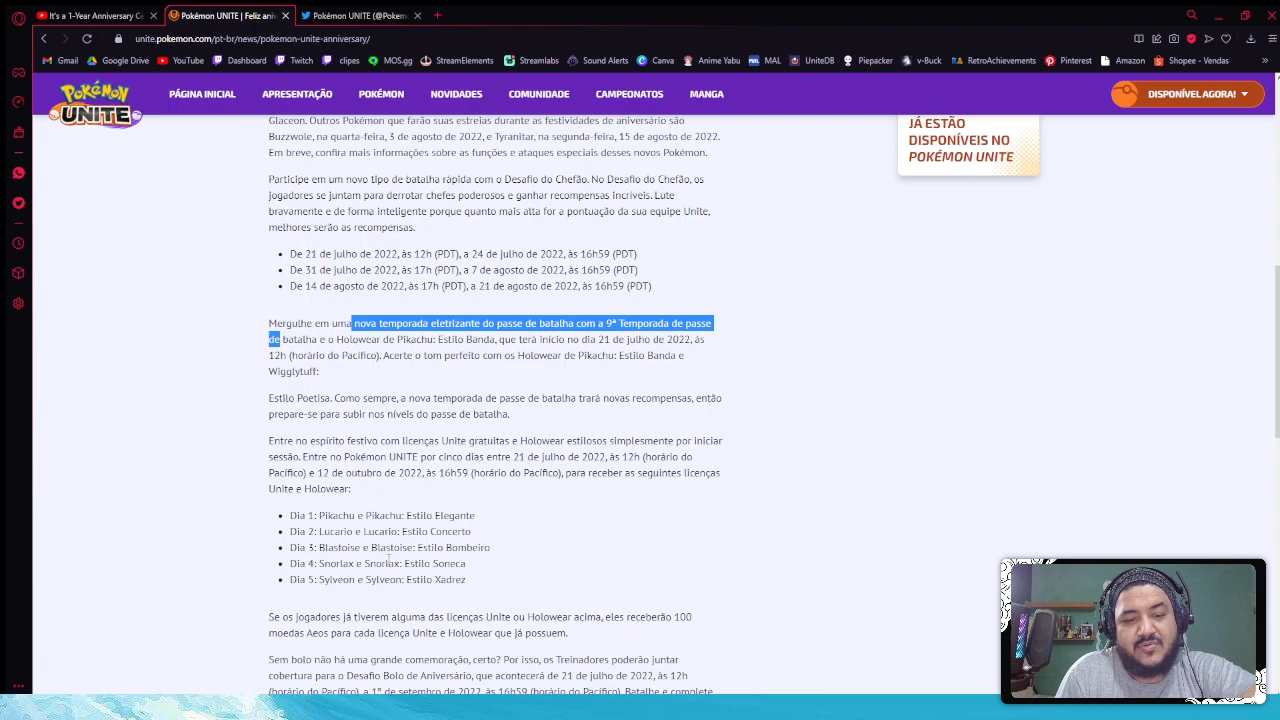 It's a 1-Year Anniversary Ce
Pokémon UNITE | Feliz aniv
Pokémon UNITE (@Pokem
unite.pokemon.com/pt-br/news/pokemon-unite-anniversary/
Gmail Google Drive YouTube Dashboard Twitch clipes MOS.gg StreamElements Streamlabs Sound Alerts Canva Anime Yabu MAL UniteDB Piepacker v-Buck RetroAchievements Pinterest Amazon Shopee - Vendas
Pokémon UNITE
PÁGINA INICIAL APRESENTAÇÃO POKÉMON NOVIDADES COMUNIDADE CAMPEONATOS MANGA DISPONÍVEL AGORA!
Glaceon. Outros Pokémon que farão suas estreias durante as festividades de aniversário são
Buzzwole, na quarta-feira, 3 de agosto de 2022, e Tyranitar, na segunda-feira, 15 de agosto de 2022.
Em breve, confira mais informações sobre as funções e ataques especiais desses novos Pokémon.
JÁ ESTÃO
DISPONÍVEIS NO
POKÉMON UNITE
Participe em um novo tipo de batalha rápida com o Desafio do Chefão. No Desafio do Chefão, os
jogadores se juntam para derrotar chefes poderosos e ganhar recompensas incríveis. Lute
bravamente e de forma inteligente porque quanto mais alta for a pontuação da sua equipe Unite,
melhores serão as recompensas.
• De 21 de julho de 2022, às 12h (PDT), a 24 de julho de 2022, às 16h59 (PDT)
• De 31 de julho de 2022, às 17h (PDT), a 7 de agosto de 2022, às 16h59 (PDT)
• De 14 de agosto de 2022, às 17h (PDT), a 21 de agosto de 2022, às 16h59 (PDT)
Mergulhe em uma nova temporada eletrizante do passe de batalha com a 9ª Temporada de passe
de batalha e o Holowear de Pikachu: Estilo Banda, que terá início no dia 21 de julho de 2022, às
12h (horário do Pacífico). Acerte o tom perfeito com os Holowear de Pikachu: Estilo Banda e
Wigglytuff:
Estilo Poetisa. Como sempre, a nova temporada de passe de batalha trará novas recompensas, então
prepare-se para subir nos níveis do passe de batalha.
Entre no espírito festivo com licenças Unite gratuitas e Holowear estilosos simplesmente por iniciar
sessão. Entre no Pokémon UNITE por cinco dias entre 21 de julho de 2022, às 12h (horário do
Pacífico) e 12 de outubro de 2022, às 16h59 (horário do Pacífico), para receber as seguintes licenças
Unite e Holowear:
• Dia 1: Pikachu e Pikachu: Estilo Elegante
• Dia 2: Lucario e Lucario: Estilo Concerto
• Dia 3: Blastoise e Blastoise: Estilo Bombeiro
• Dia 4: Snorlax e Snorlax: Estilo Soneca
• Dia 5: Sylveon e Sylveon: Estilo Xadrez
Se os jogadores já tiverem alguma das licenças Unite ou Holowear acima, eles receberão 100
moedas Aeos para cada licença Unite e Holowear que já possuem.
Sem bolo não há uma grande comemoração, certo? Por isso, os Treinadores poderão juntar
cobertura para o Desafio Bolo de Aniversário, que acontecerá de 21 de julho de 2022, às 12h
(horário do Pacífico), a 1º de setembro de 2022, às 16h59 (horário do Pacífico). Batalhe e complete